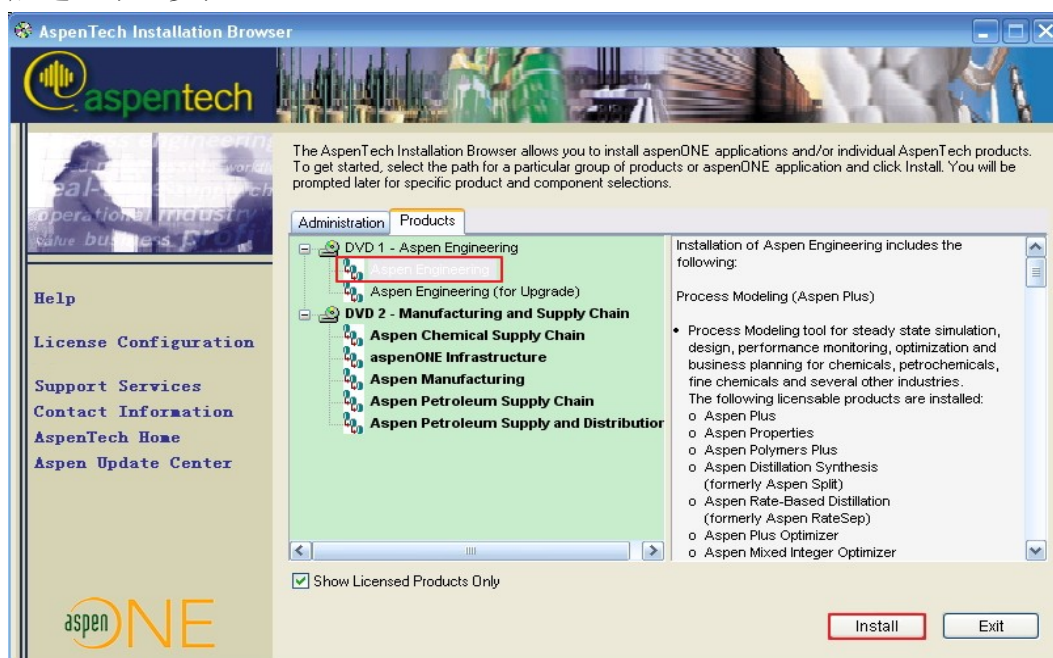 AspenTech Installation Browser
aspentech
The AspenTech Installation Browser allows you to install aspenONE applications and/or individual AspenTech products.
To get started, select the path for a particular group of products or aspenONE application and click Install. You will be
prompted later for specific product and component selections.
Administration Products
DVD 1 - Aspen Engineering
Aspen Engineering
Aspen Engineering (for Upgrade)
DVD 2 - Manufacturing and Supply Chain
Aspen Chemical Supply Chain
aspenONE Infrastructure
Aspen Manufacturing
Aspen Petroleum Supply Chain
Aspen Petroleum Supply and Distribution
Installation of Aspen Engineering includes the
following:
Process Modeling (Aspen Plus)
• Process Modeling tool for steady state simulation,
design, performance monitoring, optimization and
business planning for chemicals, petrochemicals,
fine chemicals and several other industries.
The following licensable products are installed:
o Aspen Plus
o Aspen Properties
o Aspen Polymers Plus
o Aspen Distillation Synthesis
(formerly Aspen Split)
o Aspen Rate-Based Distillation
(formerly Aspen RateSep)
o Aspen Plus Optimizer
o Aspen Mixed Integer Optimizer
Help
License Configuration
Support Services
Contact Information
AspenTech Home
Aspen Update Center
Show Licensed Products Only
aspen ONE
Install Exit